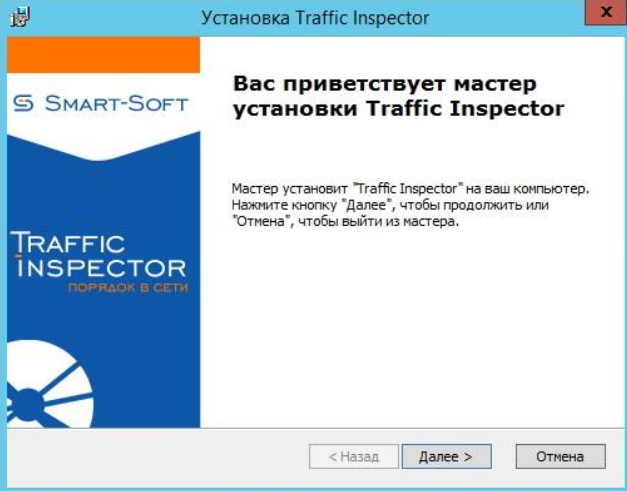 Установка Traffic Inspector
x
SMART-SOFT
Вас приветствует мастер
установки Traffic Inspector
Мастер установит "Traffic Inspector" на ваш компьютер.
Нажмите кнопку "Далее", чтобы продолжить или
"Отмена", чтобы выйти из мастера.
TRAFFIC
INSPECTOR
ПОРЯДОК В СЕТИ
< Назад
Далее >
Отмена